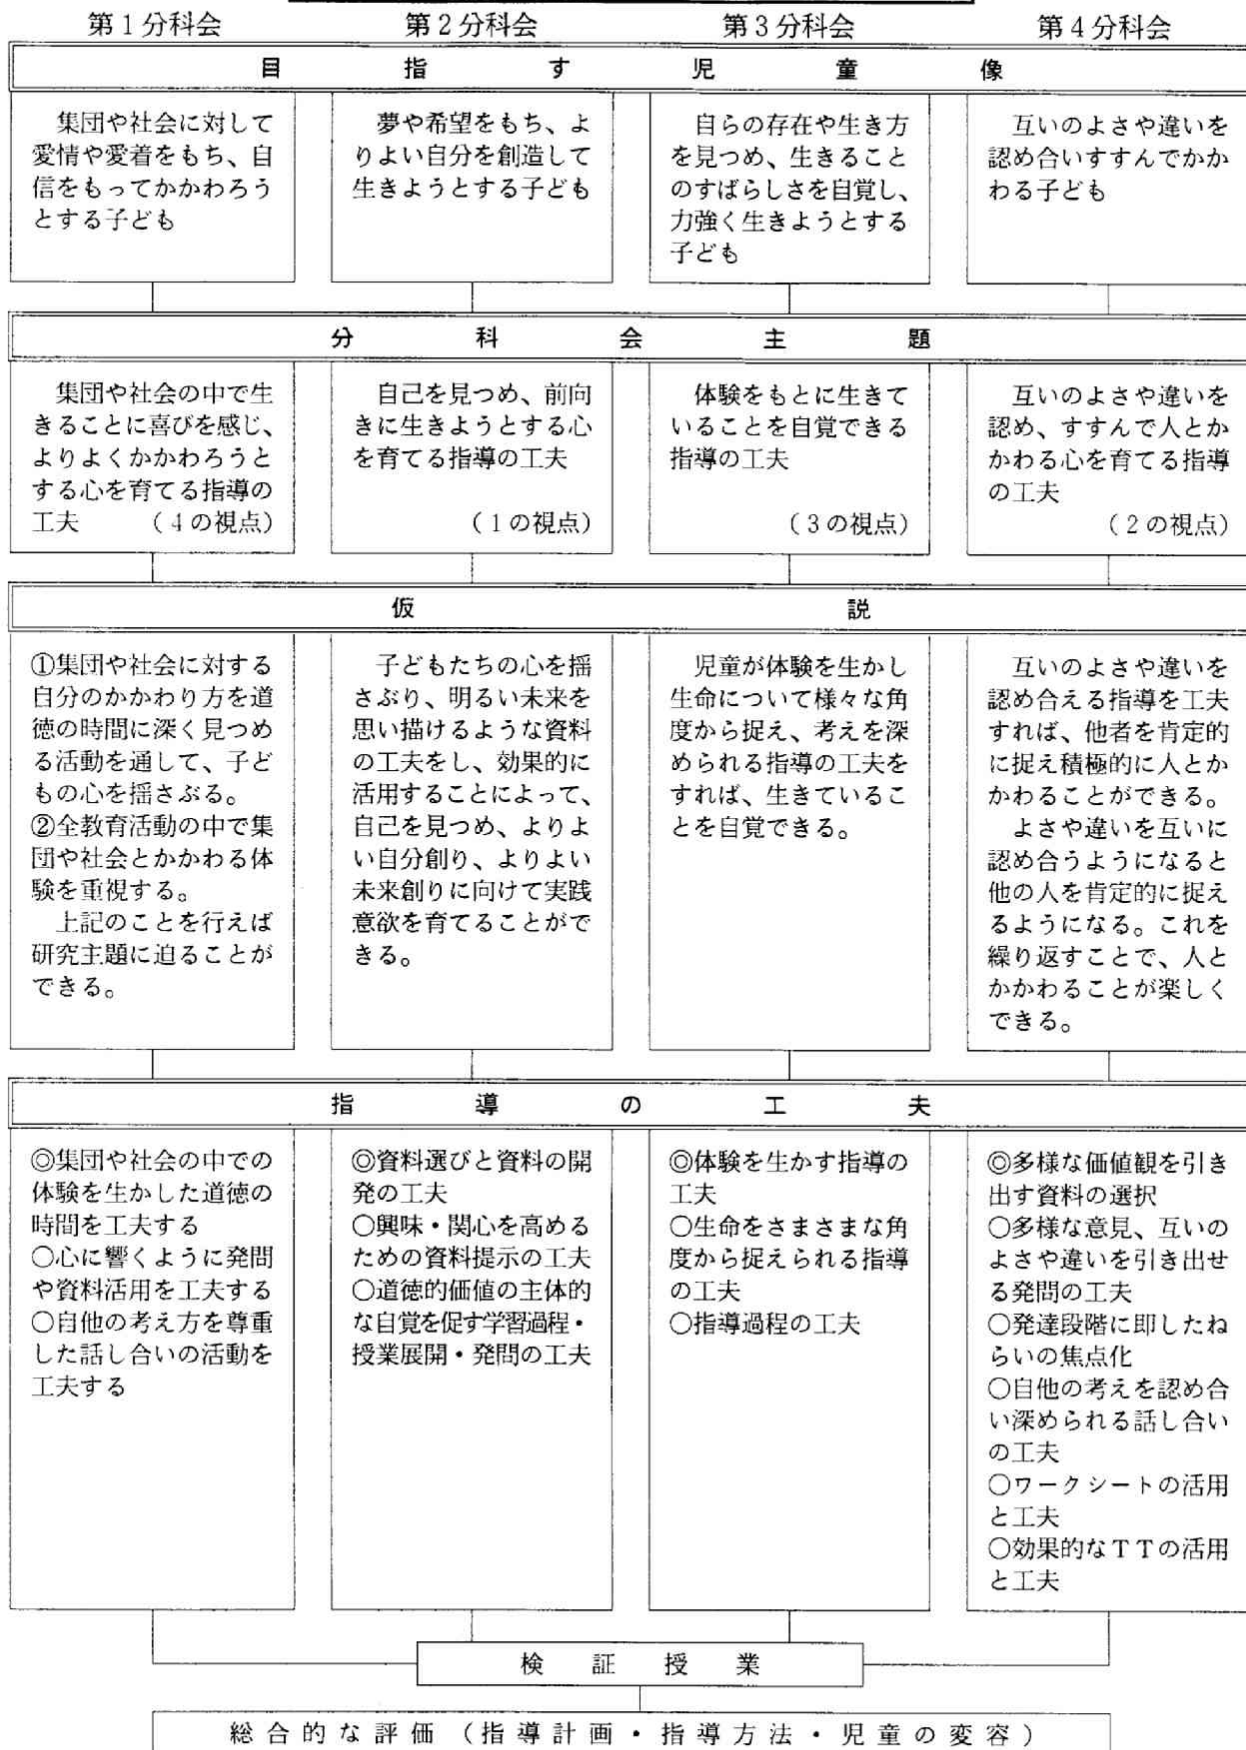 第１分科会
第２分科会
第３分科会
第４分科会
目指す児童像
集団や社会に対して
愛情や愛着をもち、自
信をもってかかわろう
とする子ども
夢や希望をもち、よ
りよい自分を創造して
生きようとする子ども
自らの存在や生き方
を見つめ、生きること
のすばらしさを自覚し、
力強く生きようとする
子ども
互いのよさや違いを
認め合いすすんでかか
わる子ども
分科会主題
集団や社会の中で生
きることに喜びを感じ、
よりよくかかわろうと
する心を育てる指導の
工夫　（４の視点）
自己を見つめ、前向
きに生きようとする心
を育てる指導の工夫
（１の視点）
体験をもとに生きて
いることを自覚できる
指導の工夫
（３の視点）
互いのよさや違いを
認め、すすんで人とか
かわる心を育てる指導
の工夫
（２の視点）
仮説
①集団や社会に対する
自分のかかわり方を道
徳の時間に深く見つめ
る活動を通して、子ど
もの心を揺さぶる。
②全教育活動の中で集
団や社会とかかわる体
験を重視する。
上記のことを行えば
研究主題に迫ることが
できる。
子どもたちの心を揺
さぶり、明るい未来を
思い描けるような資料
の工夫をし、効果的に
活用することによって、
自己を見つめ、よりよ
い自分創り、よりよい
未来創りに向けて実践
意欲を育てることがで
きる。
児童が体験を生かし
生命について様々な角
度から捉え、考えを深
められる指導の工夫を
すれば、生きているこ
とを自覚できる。
互いのよさや違いを
認め合える指導を工夫
すれば、他者を肯定的
に捉え積極的に人とか
かわることができる。
よさや違いを互いに
認め合うようになると
他の人を肯定的に捉え
るようになる。これを
繰り返すことで、人と
かかわることが楽しく
できる。
指導の工夫
◎集団や社会の中での
体験を生かした道徳の
時間を工夫する
○心に響くように発問
や資料活用を工夫する
○自他の考え方を尊重
した話し合いの活動を
工夫する
◎資料選びと資料の開
発の工夫
○興味・関心を高める
ための資料提示の工夫
○道徳的価値の主体的
な自覚を促す学習過程・
授業展開・発問の工夫
◎体験を生かす指導の
工夫
○生命をさまさまな角
度から捉えられる指導
の工夫
○指導過程の工夫
◎多様な価値観を引き
出す資料の選択
○多様な意見、互いの
よさや違いを引き出せ
る発問の工夫
○発達段階に即したね
らいの焦点化
○自他の考えを認め合
い深められる話し合い
の工夫
○ワークシートの活用
と工夫
○効果的なＴＴの活用
と工夫
検証授業
総合的な評価（指導計画・指導方法・児童の変容）